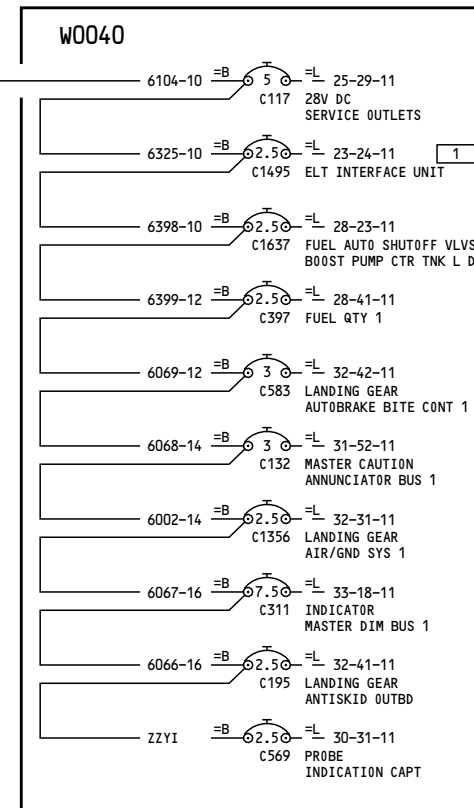 W0040
6104-10 =B 5 =L 25-29-11
C117 28V DC
SERVICE OUTLETS
6325-10 =B 2.5 =L 23-24-11 1
C1495 ELT INTERFACE UNIT
6398-10 =B 2.5 =L 28-23-11
C1637 FUEL AUTO SHUTOFF VLVS
BOOST PUMP CTR TNK L D
6399-12 =B 2.5 =L 28-41-11
C397 FUEL QTY 1
6069-12 =B 3 =L 32-42-11
C583 LANDING GEAR
AUTOBRAKE BITE CONT 1
6068-14 =B 3 =L 31-52-11
C132 MASTER CAUTION
ANNUNCIATOR BUS 1
6002-14 =B 2.5 =L 32-31-11
C1356 LANDING GEAR
AIR/GND SYS 1
6067-16 =B 7.5 =L 33-18-11
C311 INDICATOR
MASTER DIM BUS 1
6066-16 =B 2.5 =L 32-41-11
C195 LANDING GEAR
ANTISKID OUTBD
ZZYI =B 2.5 =L 30-31-11
C569 PROBE
INDICATION CAPT